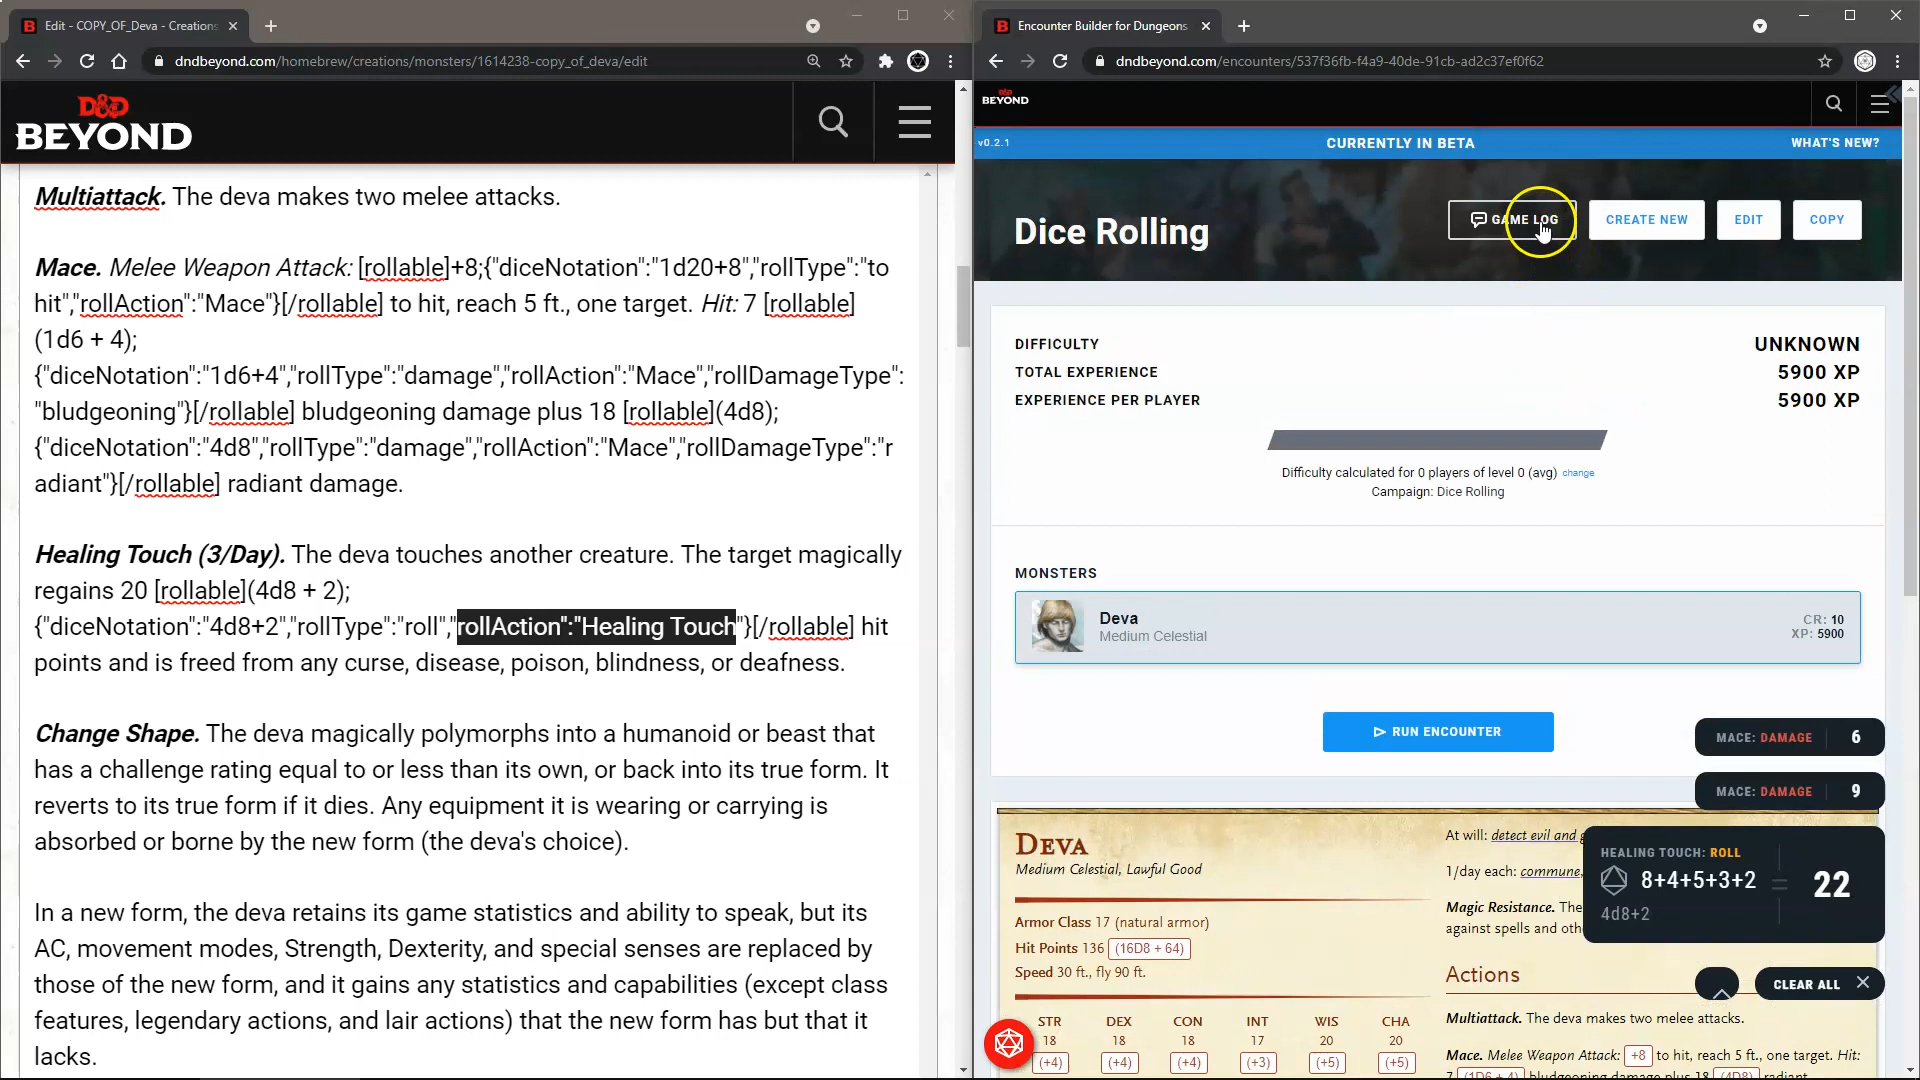 Edit - COPY_OF_Deva - Creations
dndbeyond.com/homebrew/creations/monsters/1614238-copy_of_deva/edit
D&D
BEYOND
Multiattack. The deva makes two melee attacks.
Mace. Melee Weapon Attack: [rollable]+8;{"diceNotation":"1d20+8","rollType":"to
hit","rollAction":"Mace"}[/rollable] to hit, reach 5 ft., one target. Hit: 7 [rollable]
(1d6 + 4);
{"diceNotation":"1d6+4","rollType":"damage","rollAction":"Mace","rollDamageType":
"bludgeoning"}[/rollable] bludgeoning damage plus 18 [rollable](4d8);
{"diceNotation":"4d8","rollType":"damage","rollAction":"Mace","rollDamageType":"r
adiant"}[/rollable] radiant damage.
Healing Touch (3/Day). The deva touches another creature. The target magically
regains 20 [rollable](4d8 + 2);
{"diceNotation":"4d8+2","rollType":"roll","rollAction":"Healing Touch"}[/rollable] hit
points and is freed from any curse, disease, poison, blindness, or deafness.
Change Shape. The deva magically polymorphs into a humanoid or beast that
has a challenge rating equal to or less than its own, or back into its true form. It
reverts to its true form if it dies. Any equipment it is wearing or carrying is
absorbed or borne by the new form (the deva's choice).
In a new form, the deva retains its game statistics and ability to speak, but its
AC, movement modes, Strength, Dexterity, and special senses are replaced by
those of the new form, and it gains any statistics and capabilities (except class
features, legendary actions, and lair actions) that the new form has but that it
lacks.
Encounter Builder for Dungeons
dndbeyond.com/encounters/537f36fb-f4a9-40de-91cb-ad2c37ef0f62
D&D
BEYOND
v0.2.1 CURRENTLY IN BETA WHAT'S NEW?
Dice Rolling
GAME LOG CREATE NEW EDIT COPY
DIFFICULTY UNKNOWN
TOTAL EXPERIENCE 5900 XP
EXPERIENCE PER PLAYER 5900 XP
Difficulty calculated for 0 players of level 0 (avg) change
Campaign: Dice Rolling
MONSTERS
Deva CR: 10
Medium Celestial XP: 5900
RUN ENCOUNTER
MACE: DAMAGE 6
MACE: DAMAGE 9
HEALING TOUCH: ROLL
8+4+5+3+2 = 22
4d8+2
CLEAR ALL
DEVA
Medium Celestial, Lawful Good
Armor Class 17 (natural armor)
Hit Points 136 (16D8 + 64)
Speed 30 ft., fly 90 ft.
STR DEX CON INT WIS CHA
18 18 18 17 20 20
(+4) (+4) (+4) (+3) (+5) (+5)
At will: detect evil and
1/day each: commune,
Magic Resistance. The
against spells and
Actions
Multiattack. The deva makes two melee attacks.
Mace. Melee Weapon Attack: +8 to hit, reach 5 ft., one target. Hit:
7 (1D6 + 4) bludgeoning damage plus 18 (4D8) radiant